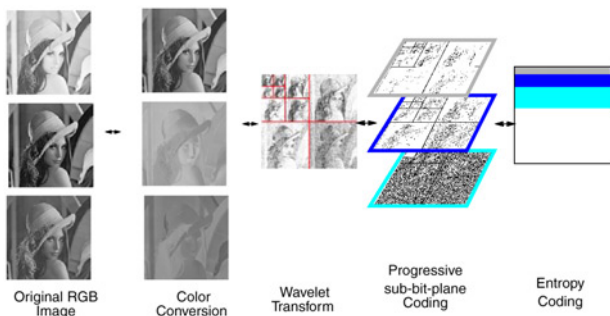 Original RGB
Image
Color
Conversion
Wavelet
Transform
Progressive
sub-bit-plane
Coding
Entropy
Coding